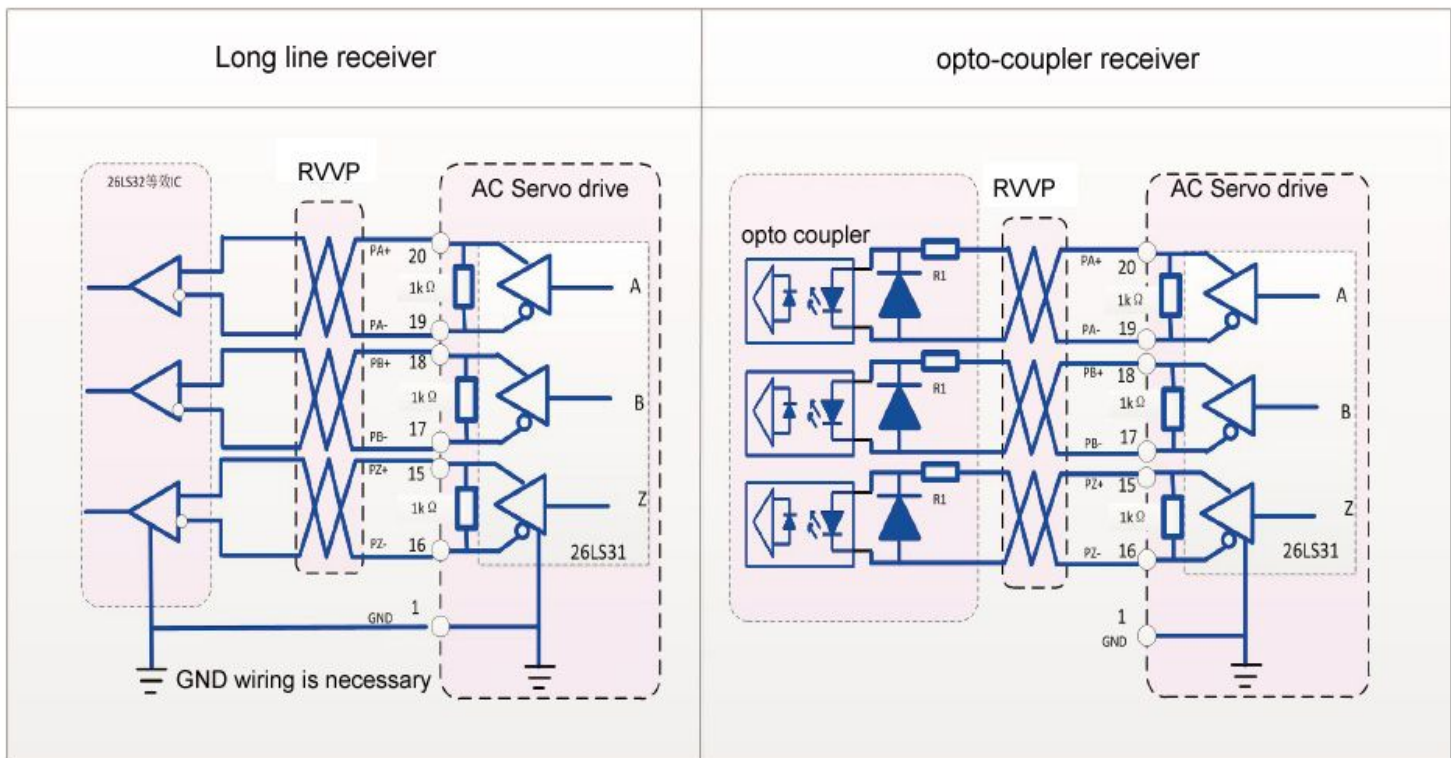 Long line receiver
opto-coupler receiver
26LS32等效IC
RVVP
AC Servo drive
PA+
20
1kΩ
PA-
19
A
PB+
18
1kΩ
PB-
17
B
PZ+
15
1kΩ
PZ-
16
Z
26LS31
GND
1
GND wiring is necessary
opto coupler
RVVP
AC Servo drive
R1
PA+
20
1kΩ
PA-
19
A
R1
PB+
18
1kΩ
PB-
17
B
R1
PZ+
15
1kΩ
PZ-
16
Z
26LS31
1
GND